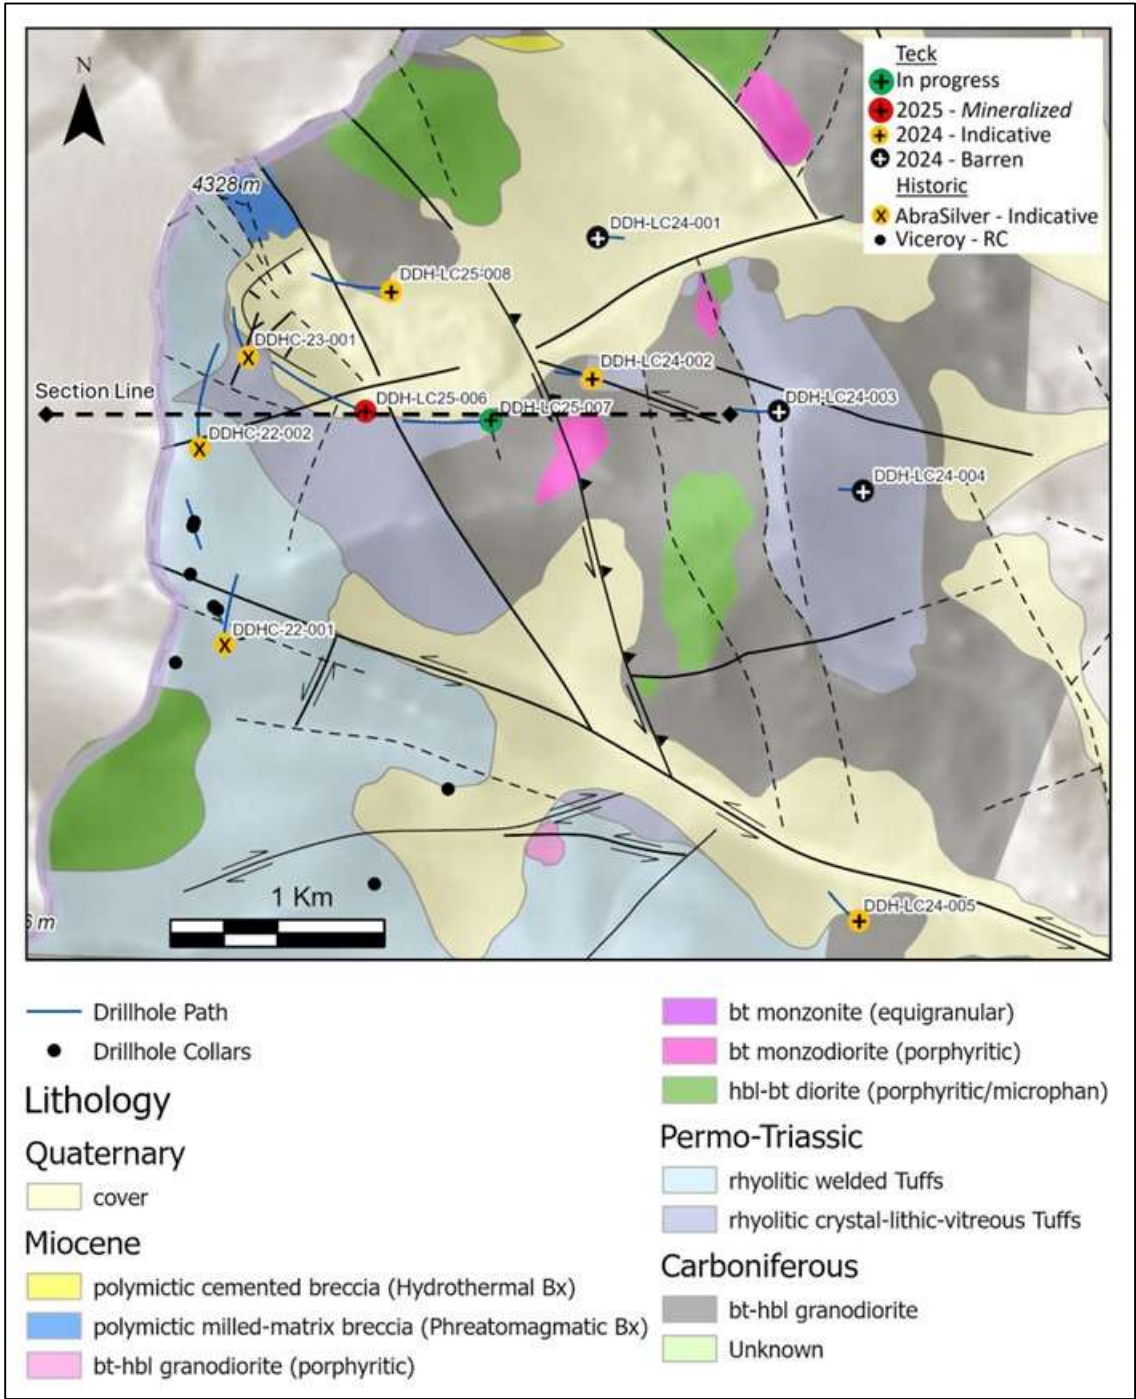 N
Teck
In progress
2025 - Mineralized
2024 - Indicative
2024 - Barren
Historic
AbraSilver - Indicative
Viceroy - RC
4328 m
DDH-LC24-001
DDH-LC25-008
DDHC-23-001
DDH-LC24-002
Section Line
DDH-LC25-006
DDH-LC25-007
DDH-LC24-003
DDHC-22-002
DDH-LC24-004
DDHC-22-001
DDH-LC24-005
1 Km
6 m
Drillhole Path
Drillhole Collars
Lithology
Quaternary
cover
Miocene
polymictic cemented breccia (Hydrothermal Bx)
polymictic milled-matrix breccia (Phreatomagmatic Bx)
bt-hbl granodiorite (porphyritic)
bt monzonite (equigranular)
bt monzodiorite (porphyritic)
hbl-bt diorite (porphyritic/microphan)
Permo-Triassic
rhyolitic welded Tuffs
rhyolitic crystal-lithic-vitreous Tuffs
Carboniferous
bt-hbl granodiorite
Unknown